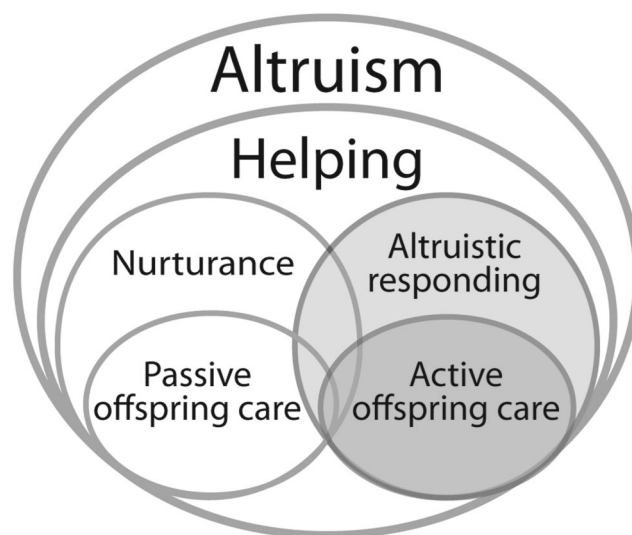 Altruism
Helping
Nurturance
Altruistic
responding
Passive
offspring care
Active
offspring care